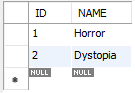 ID NAME
1 Horror
2 Dystopia
NULL NULL